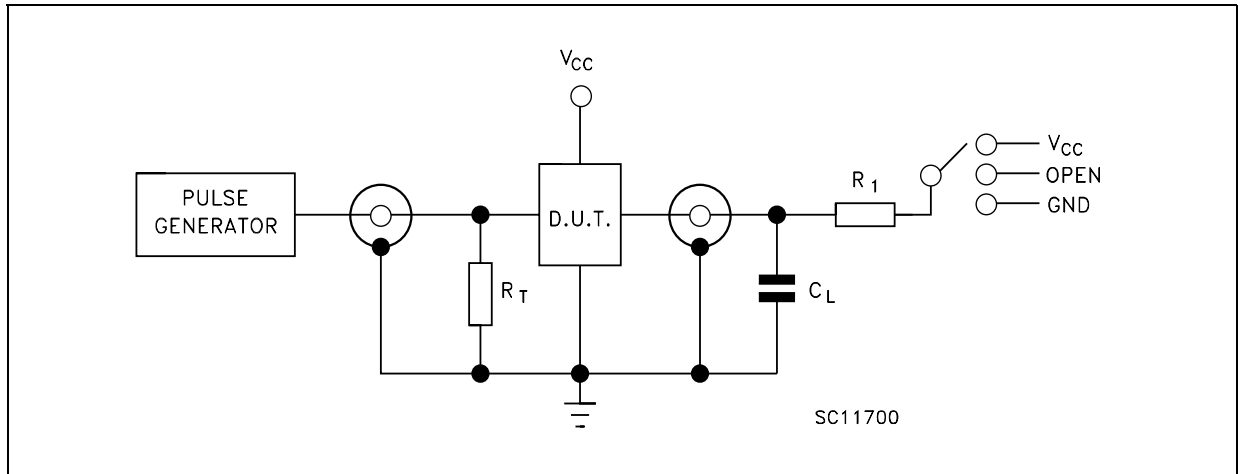 VCC
PULSE
GENERATOR
D.U.T.
RT
CL
R1
VCC
OPEN
GND
SC11700